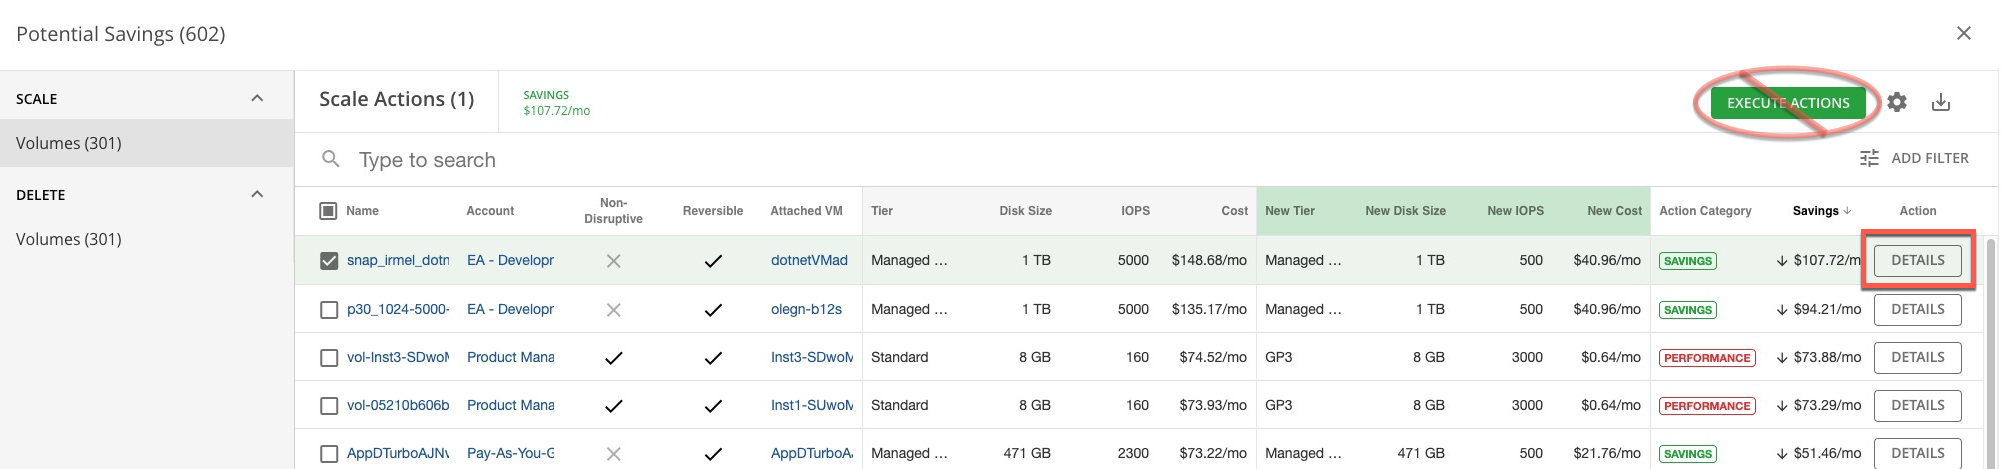 Potential Savings (602)
SCALE
Volumes (301)
DELETE
Volumes (301)
Scale Actions (1)
SAVINGS
$107.72/mo
EXECUTE ACTIONS
Type to search
ADD FILTER
Name Account Non-Disruptive Reversible Attached VM Tier Disk Size IOPS Cost New Tier New Disk Size New IOPS New Cost Action Category Savings ↓ Action
snap_irmel_dotn EA - Developr dotnetVMad Managed ... 1 TB 5000 $148.68/mo Managed ... 1 TB 500 $40.96/mo SAVINGS ↓ $107.72/m DETAILS
p30_1024-5000- EA - Developr olegn-b12s Managed ... 1 TB 5000 $135.17/mo Managed ... 1 TB 500 $40.96/mo SAVINGS ↓ $94.21/mo DETAILS
vol-Inst3-SDwoM Product Mana Inst3-SDwoM Standard 8 GB 160 $74.52/mo GP3 8 GB 3000 $0.64/mo PERFORMANCE ↓ $73.88/mo DETAILS
vol-05210b606b Product Mana Inst1-SUwoM Standard 8 GB 160 $73.93/mo GP3 8 GB 3000 $0.64/mo PERFORMANCE ↓ $73.29/mo DETAILS
AppDTurboAJNv Pay-As-You-G AppDTurboA Managed ... 471 GB 2300 $73.22/mo Managed ... 471 GB 500 $21.76/mo SAVINGS ↓ $51.46/mo DETAILS